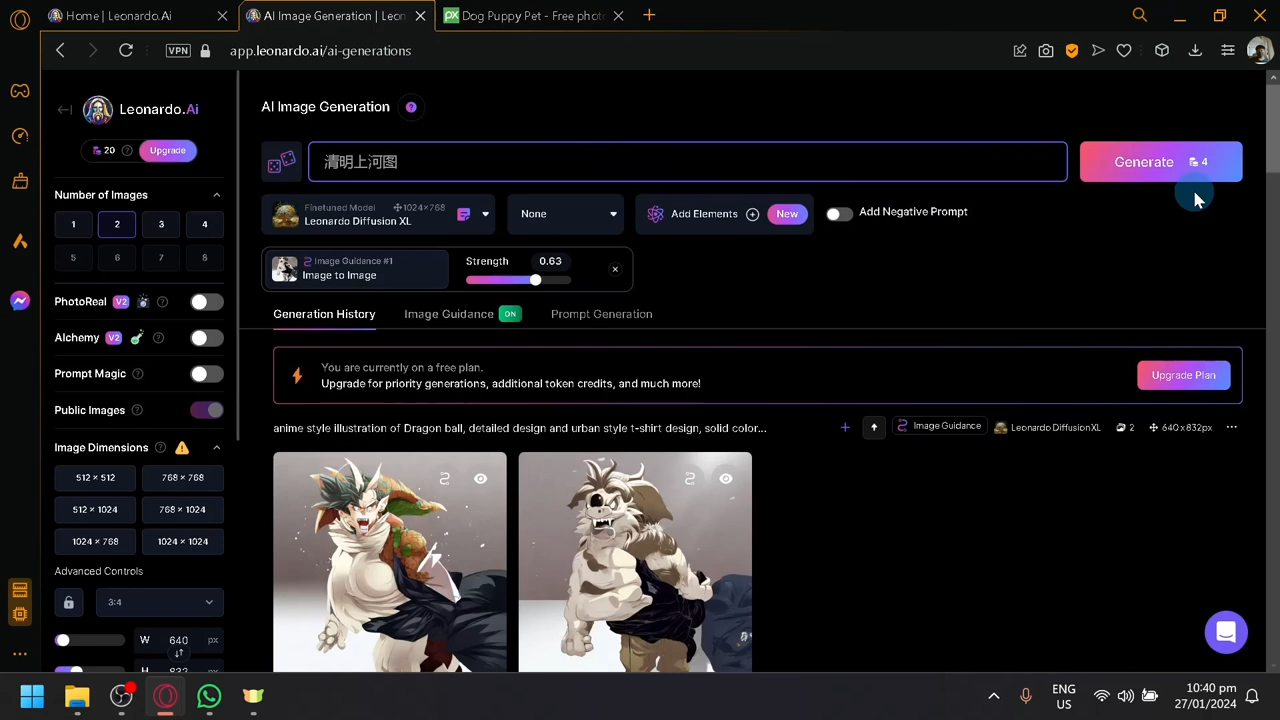 Home | Leonardo.Ai
AI Image Generation | Leon
Dog Puppy Pet - Free phot
VPN
app.leonardo.ai/ai-generations
Leonardo.Ai
20
Upgrade
Number of Images
1
2
3
4
5
6
7
8
PhotoReal V2
Alchemy V2
Prompt Magic
Public Images
Image Dimensions
512 × 512
768 × 768
512 × 1024
768 × 1024
1024 × 768
1024 × 1024
Advanced Controls
3:4
W 640 px
H 832 px
AI Image Generation ?
清明上河图
Generate 4
Finetuned Model 1024×768
Leonardo Diffusion XL
None
Add Elements New
Add Negative Prompt
Image Guidance #1
Image to Image
Strength 0.63
Generation History
Image Guidance ON
Prompt Generation
You are currently on a free plan.
Upgrade for priority generations, additional token credits, and much more!
Upgrade Plan
anime style illustration of Dragon ball, detailed design and urban style t-shirt design, solid color...
Image Guidance
Leonardo Diffusion XL
2
640×832px
ENG
US
10:40 pm
27/01/2024